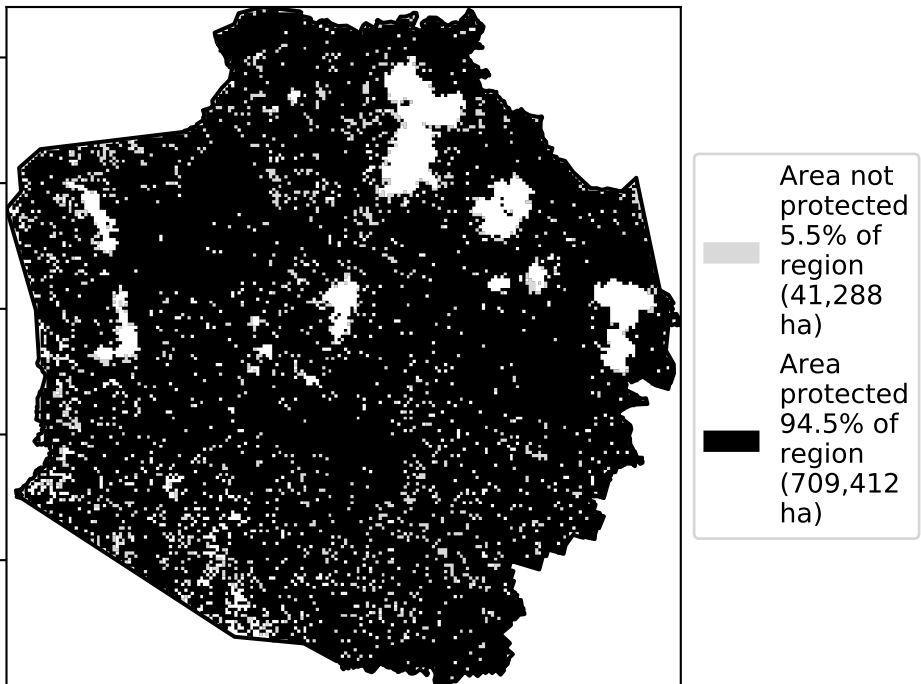 Area not
protected
5.5% of
region
(41,288
ha)
Area
protected
94.5% of
region
(709,412
ha)